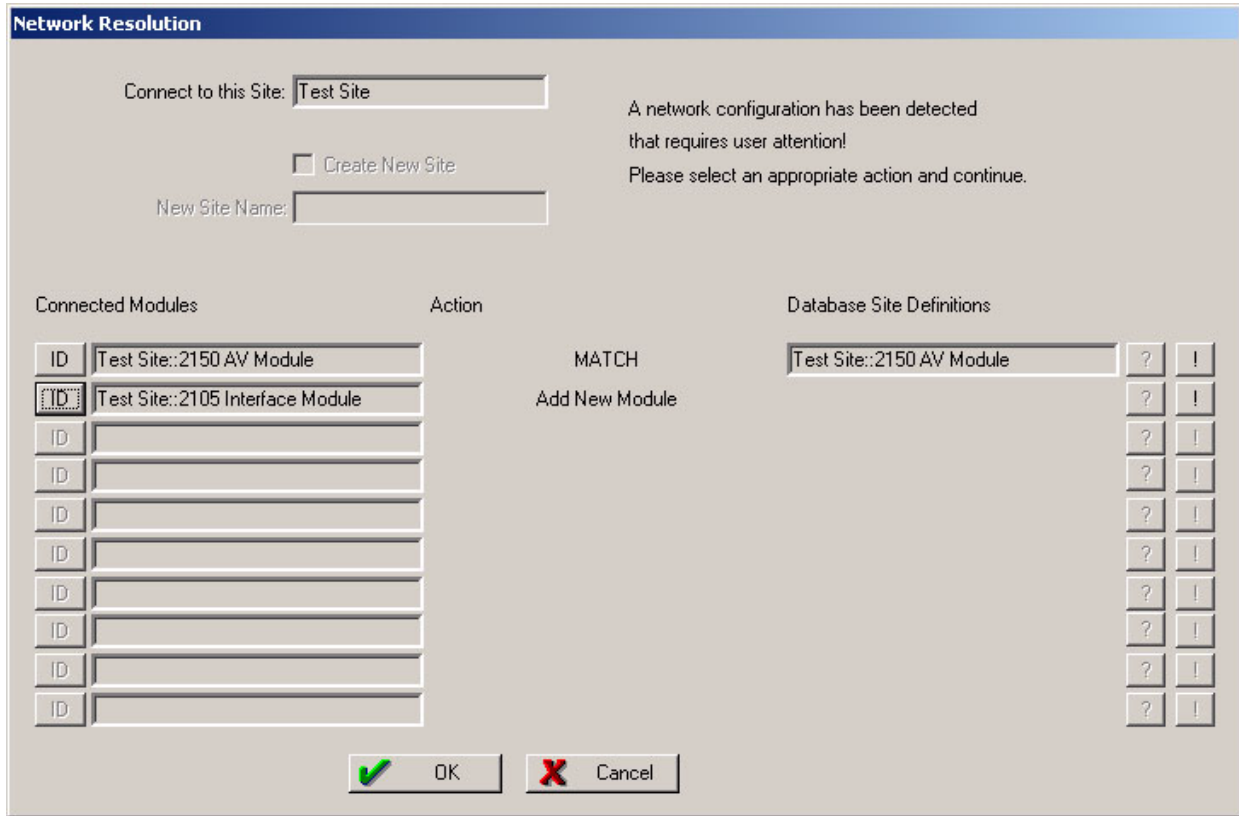 Network Resolution
Connect to this Site: Test Site
A network configuration has been detected
that requires user attention!
Please select an appropriate action and continue.
Create New Site
New Site Name:
Connected Modules Action Database Site Definitions
ID Test Site::2150 AV Module MATCH Test Site::2150 AV Module ? !
ID Test Site::2105 Interface Module Add New Module ? !
ID ? !
ID ? !
ID ? !
ID ? !
ID ? !
ID ? !
ID ? !
ID ? !
OK Cancel